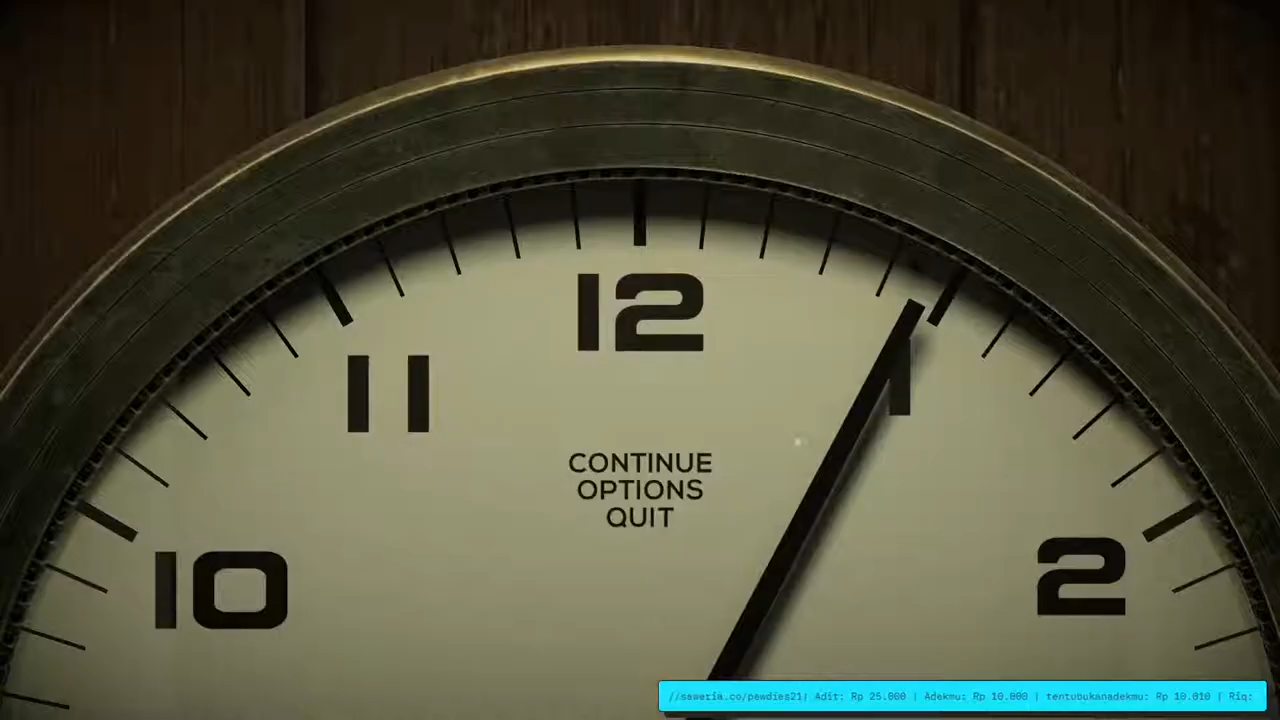 12
11
1
CONTINUE
OPTIONS
QUIT
10
2
//saweria.co/pewdies21| Adit: Rp 25.000 | Adekmu: Rp 10.000 | tentubukanadekmu: Rp 10.010 | Riq: